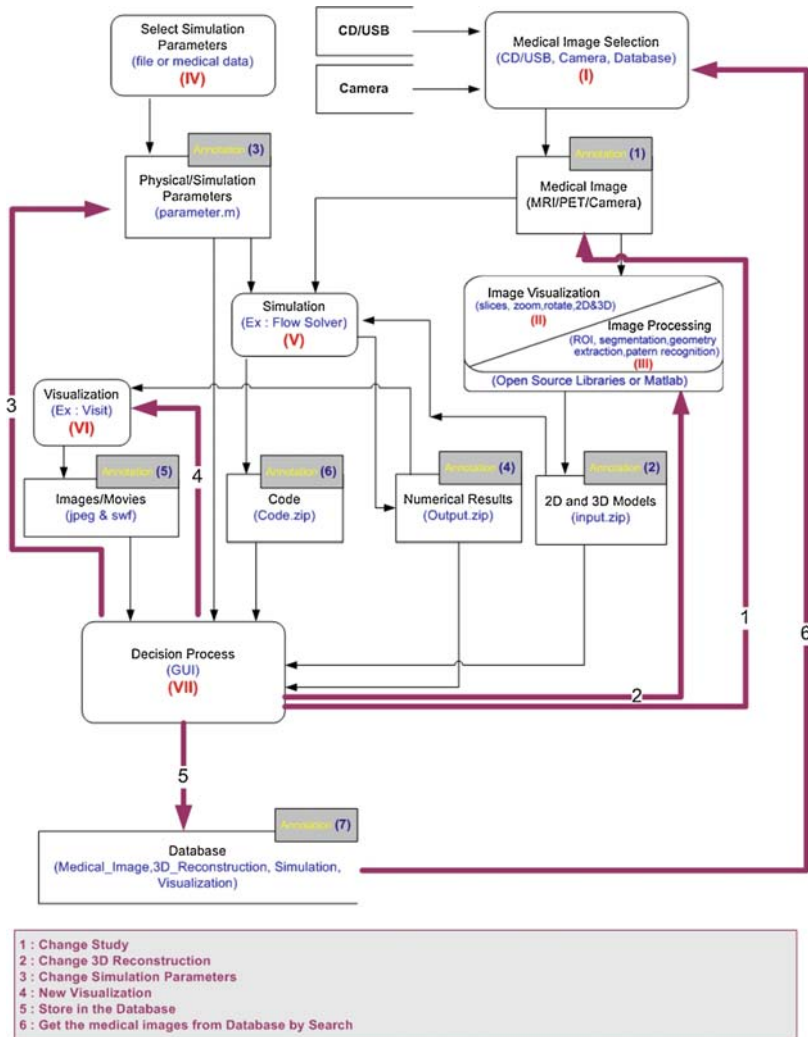 Select Simulation
Parameters
(file or medical data)
(IV)
CD/USB
Camera
Medical Image Selection
(CD/USB, Camera, Database)
(I)
Annotation (3)
Physical/Simulation
Parameters
(parameter.m)
Annotation (1)
Medical Image
(MRI/PET/Camera)
Simulation
(Ex : Flow Solver)
(V)
Image Visualization
(slices, zoom,rotate,2D&3D)
(II)
Image Processing
(ROI, segmentation,geometry
extraction,patern recognition)
(III)
(Open Source Libraries or Matlab)
Visualization
(Ex : Visit)
(VI)
3
4
Annotation (5)
Images/Movies
(jpeg & swf)
Annotation (6)
Code
(Code.zip)
Annotation (4)
Numerical Results
(Output.zip)
Annotation (2)
2D and 3D Models
(input.zip)
1
6
Decision Process
(GUI)
(VII)
2
5
Annotation (7)
Database
(Medical_Image,3D_Reconstruction, Simulation,
Visualization)
1 : Change Study
2 : Change 3D Reconstruction
3 : Change Simulation Parameters
4 : New Visualization
5 : Store in the Database
6 : Get the medical images from Database by Search